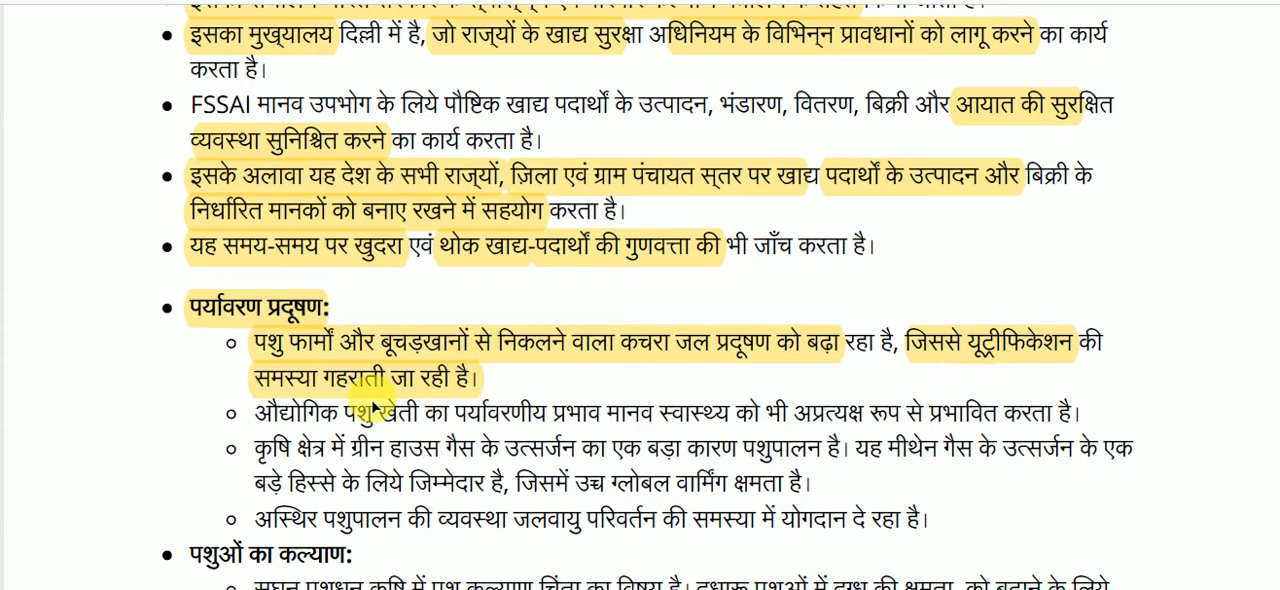 इसका मुख्यालय दिल्ली में है, जो राज्यों के खाद्य सुरक्षा अधिनियम के विभिन्न प्रावधानों को लागू करने का कार्य
करता है।
FSSAI मानव उपभोग के लिये पौष्टिक खाद्य पदार्थों के उत्पादन, भंडारण, वितरण, बिक्री और आयात की सुरक्षित
व्यवस्था सुनिश्चित करने का कार्य करता है।
इसके अलावा यह देश के सभी राज्यों, ज़िला एवं ग्राम पंचायत स्तर पर खाद्य पदार्थों के उत्पादन और बिक्री के
निर्धारित मानकों को बनाए रखने में सहयोग करता है।
यह समय-समय पर खुदरा एवं थोक खाद्य-पदार्थों की गुणवत्ता की भी जाँच करता है।
पर्यावरण प्रदूषण:
पशु फार्मों और बूचड़खानों से निकलने वाला कचरा जल प्रदूषण को बढ़ा रहा है, जिससे यूट्रीफिकेशन की
समस्या गहराती जा रही है।
औद्योगिक पशु खेती का पर्यावरणीय प्रभाव मानव स्वास्थ्य को भी अप्रत्यक्ष रूप से प्रभावित करता है।
कृषि क्षेत्र में ग्रीन हाउस गैस के उत्सर्जन का एक बड़ा कारण पशुपालन है। यह मीथेन गैस के उत्सर्जन के एक
बड़े हिस्से के लिये जिम्मेदार है, जिसमें उच्च ग्लोबल वार्मिंग क्षमता है।
अस्थिर पशुपालन की व्यवस्था जलवायु परिवर्तन की समस्या में योगदान दे रहा है।
पशुओं का कल्याण: